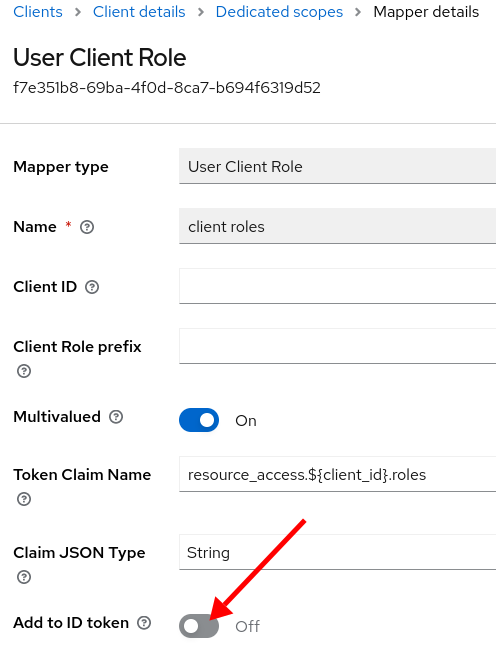 Clients > Client details > Dedicated scopes > Mapper details
User Client Role
f7e351b8-69ba-4f0d-8ca7-b694f6319d52
Mapper type User Client Role
Name * client roles
Client ID
Client Role prefix
Multivalued On
Token Claim Name resource_access.${client_id}.roles
Claim JSON Type String
Add to ID token Off